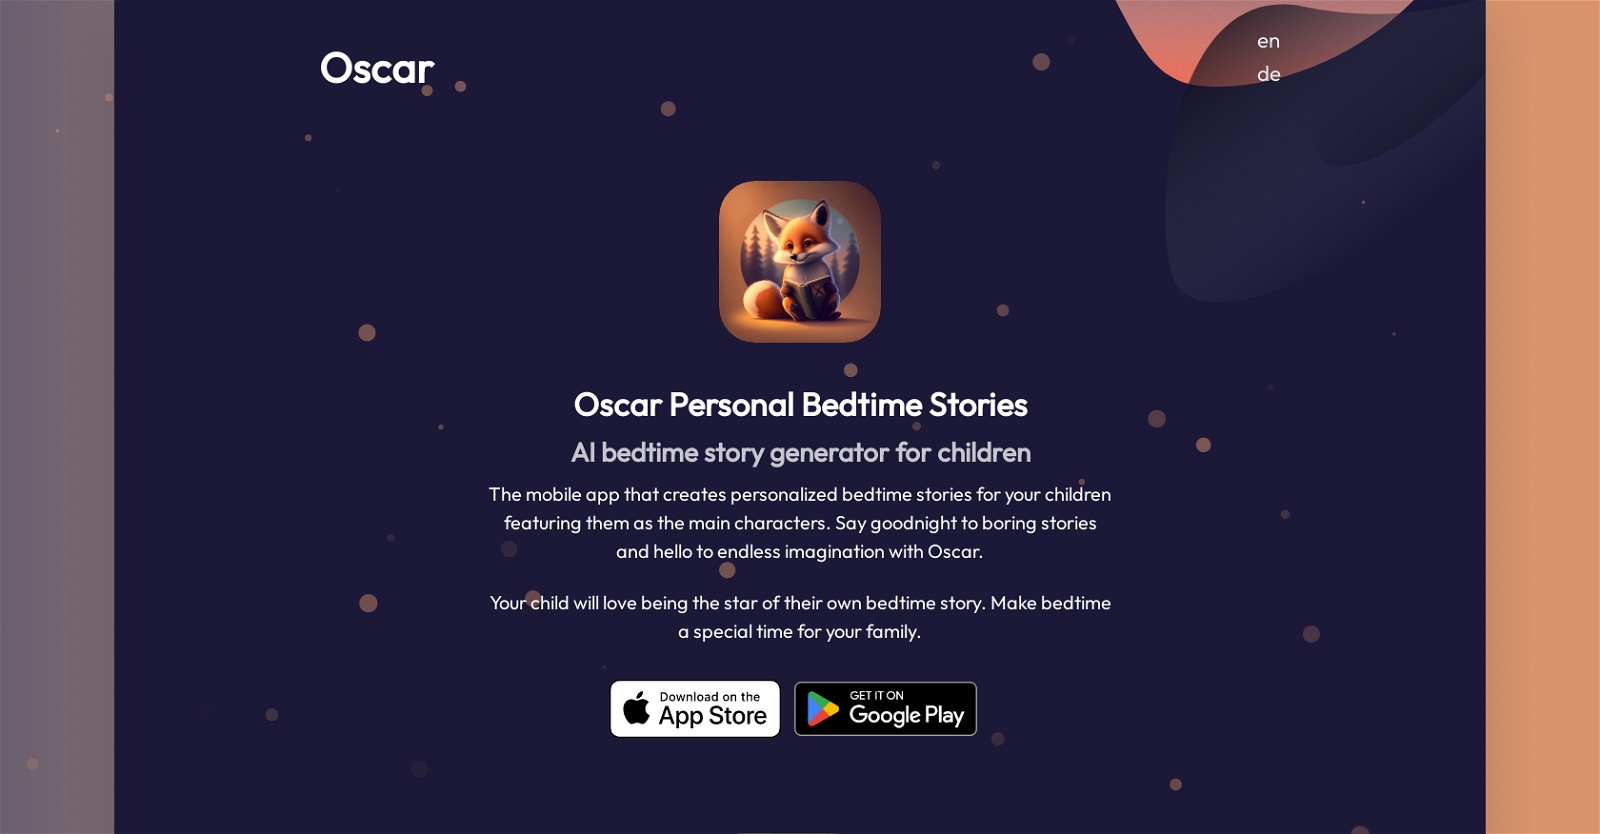 Oscar
en
de
Oscar Personal Bedtime Stories
AI bedtime story generator for children
The mobile app that creates personalized bedtime stories for your children
featuring them as the main characters. Say goodnight to boring stories
and hello to endless imagination with Oscar.
Your child will love being the star of their own bedtime story. Make bedtime
a special time for your family.
Download on the
App Store
GET IT ON
Google Play